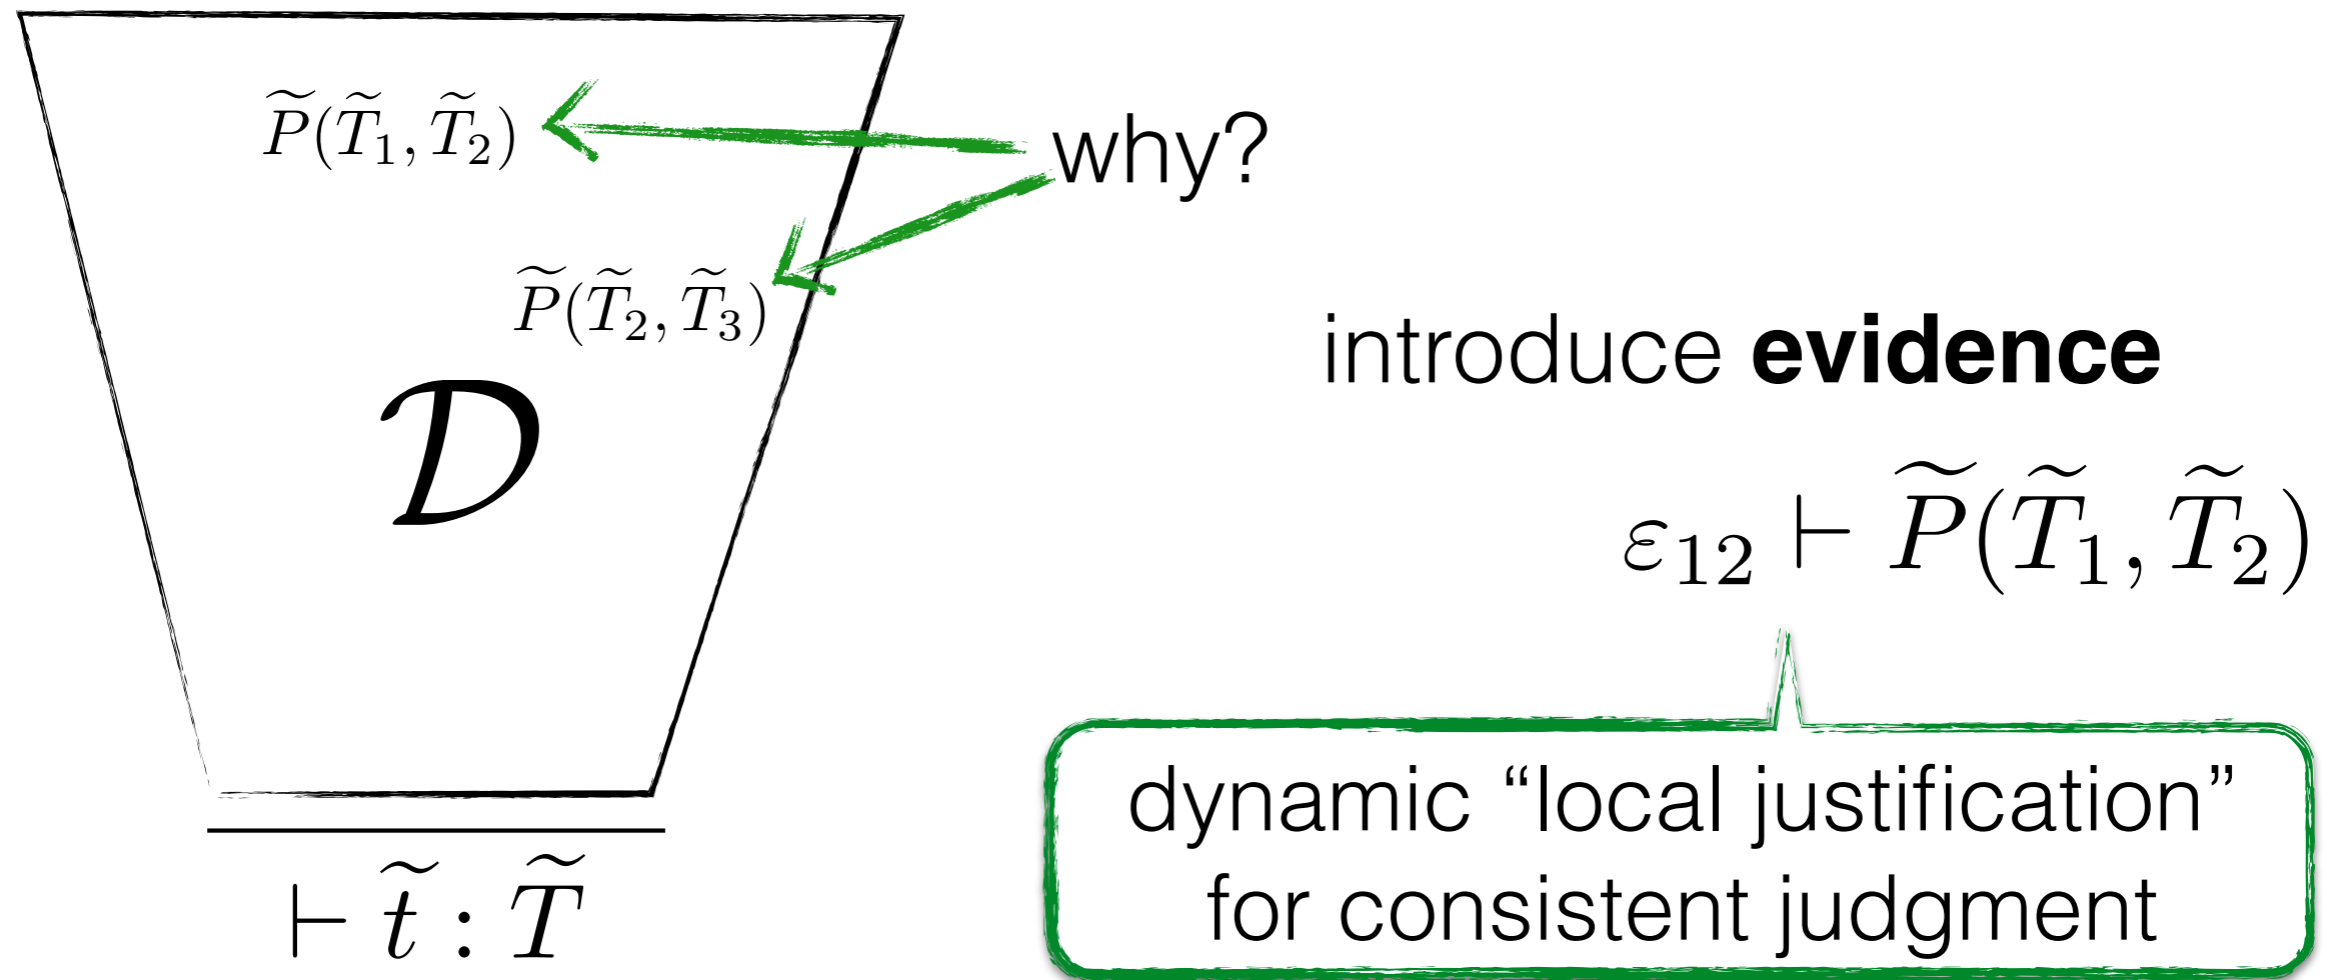 P̃(T̃₁, T̃₂)
why?
P̃(T̃₂, T̃₃)
introduce evidence
𝒟
ε₁₂ ⊢ P̃(T̃₁, T̃₂)
dynamic “local justification”
for consistent judgment
⊢ t̃ : T̃